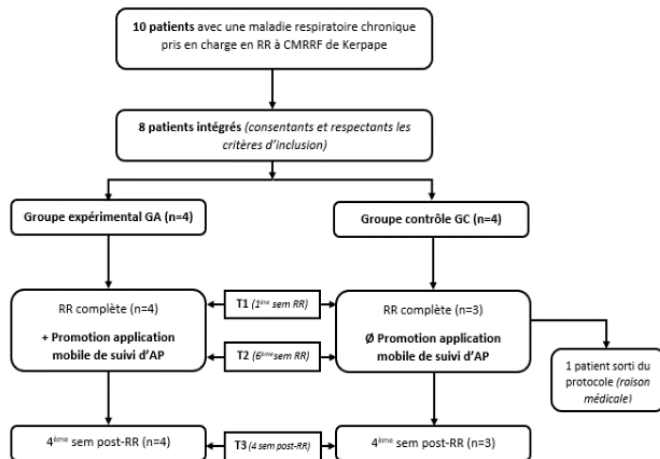 10 patients avec une maladie respiratoire chronique
pris en charge en RR à CMRRF de Kerpape
8 patients intégrés (consentants et respectants les
critères d'inclusion)
Groupe expérimental GA (n=4)
Groupe contrôle GC (n=4)
RR complète (n=4)
+ Promotion application
mobile de suivi d'AP
T1 (1ère sem RR)
T2 (6ème sem RR)
RR complète (n=3)
Ø Promotion application
mobile de suivi d'AP
1 patient sorti du
protocole (raison
médicale)
4ème sem post-RR (n=4)
T3 (4 sem post-RR)
4ème sem post-RR (n=3)